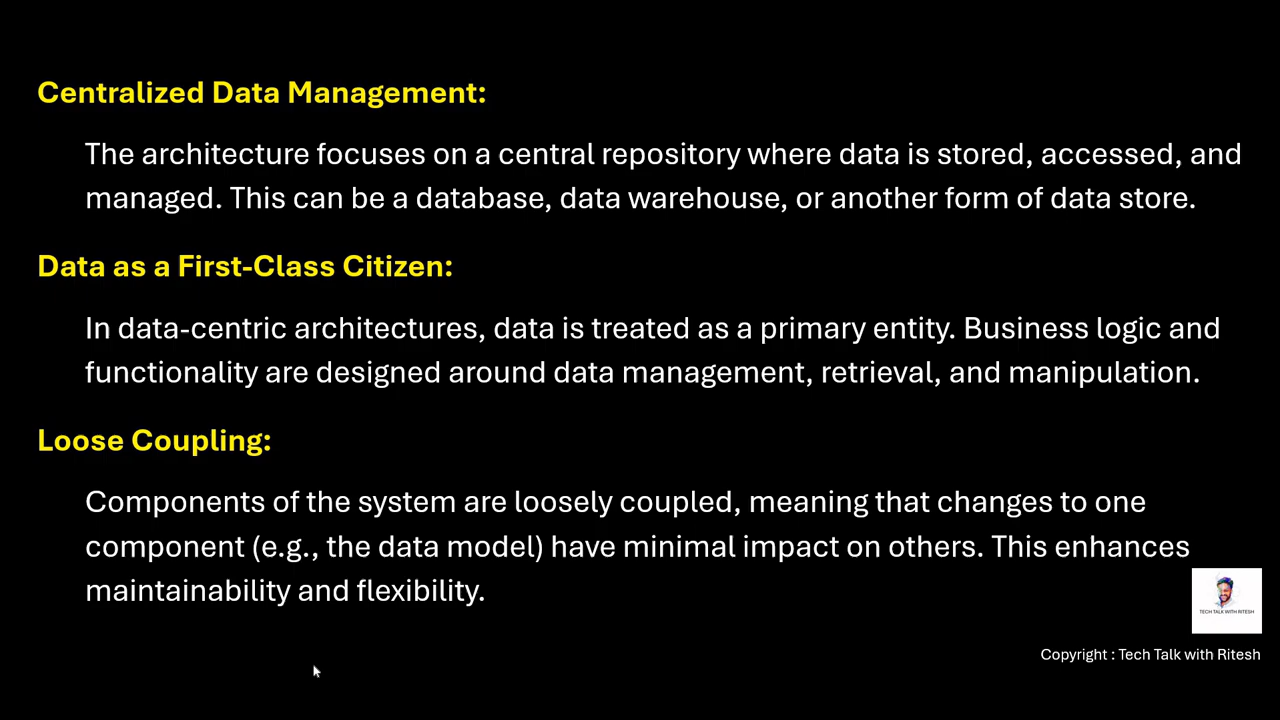 Centralized Data Management:
The architecture focuses on a central repository where data is stored, accessed, and
managed. This can be a database, data warehouse, or another form of data store.
Data as a First-Class Citizen:
In data-centric architectures, data is treated as a primary entity. Business logic and
functionality are designed around data management, retrieval, and manipulation.
Loose Coupling:
Components of the system are loosely coupled, meaning that changes to one
component (e.g., the data model) have minimal impact on others. This enhances
maintainability and flexibility.
TECH TALK WITH RITESH
Copyright : Tech Talk with Ritesh